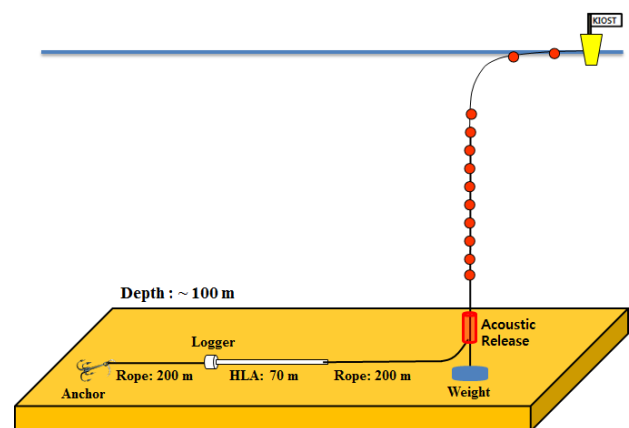 KIOST
Depth : ~ 100 m
Acoustic
Release
Logger
Rope: 200 m
HLA: 70 m
Rope: 200 m
Anchor
Weight